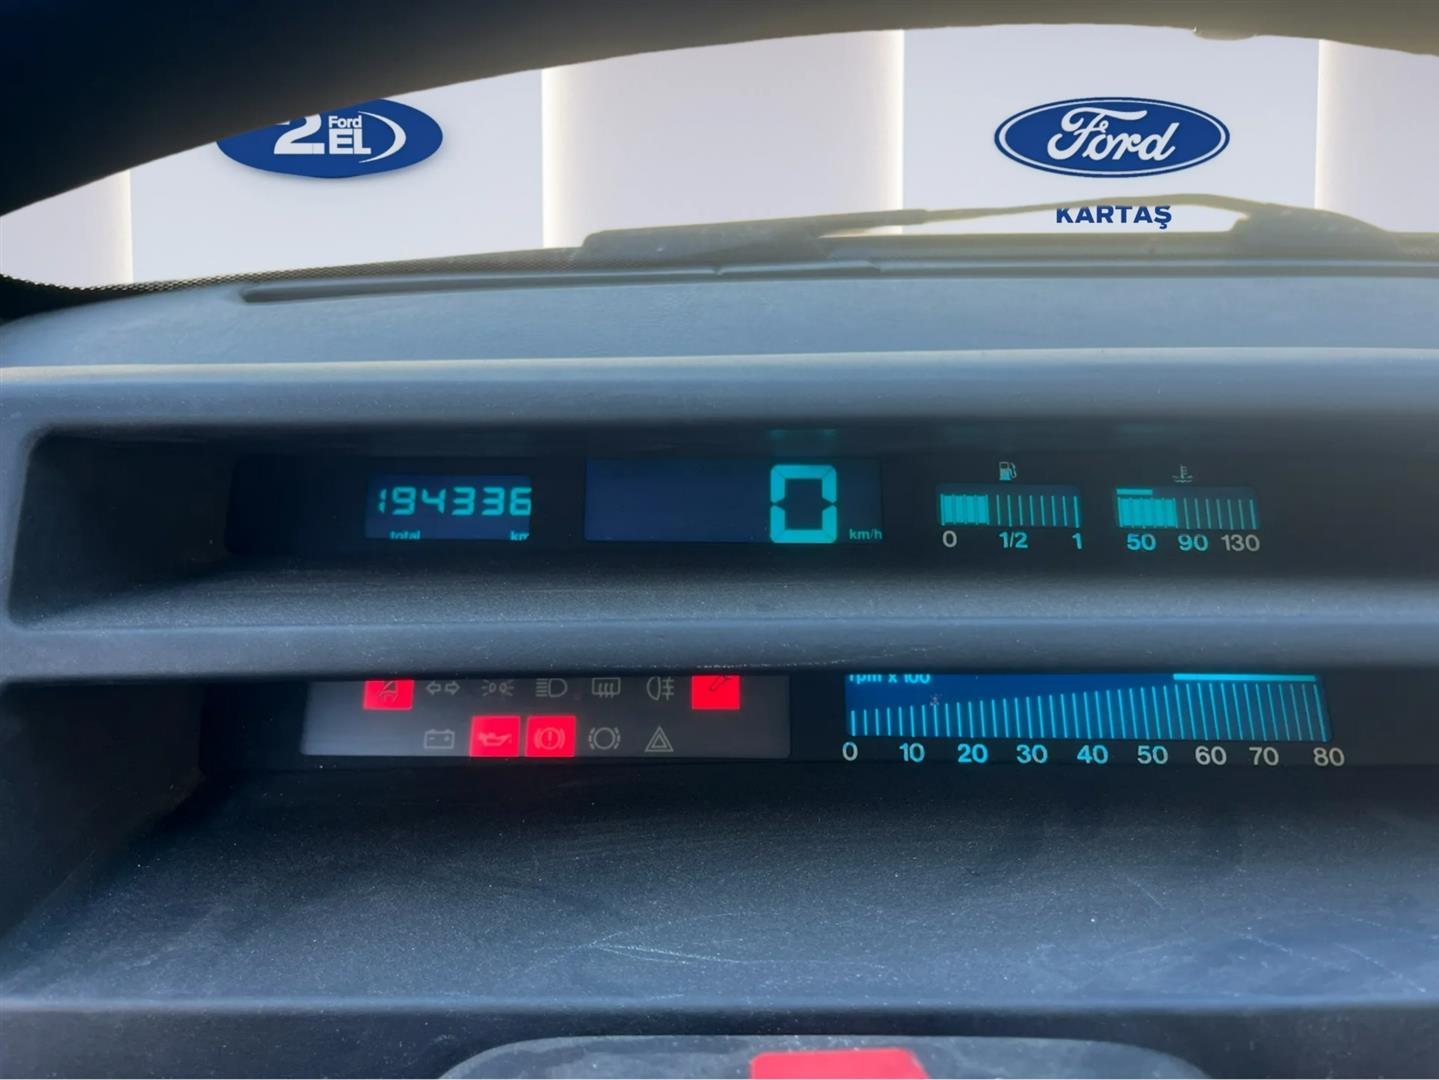 2 Ford
EL
Ford
KARTAŞ
194336
total km
0 km/h
0 1/2 1
50 90 130
rpm x 100
0 10 20 30 40 50 60 70 80